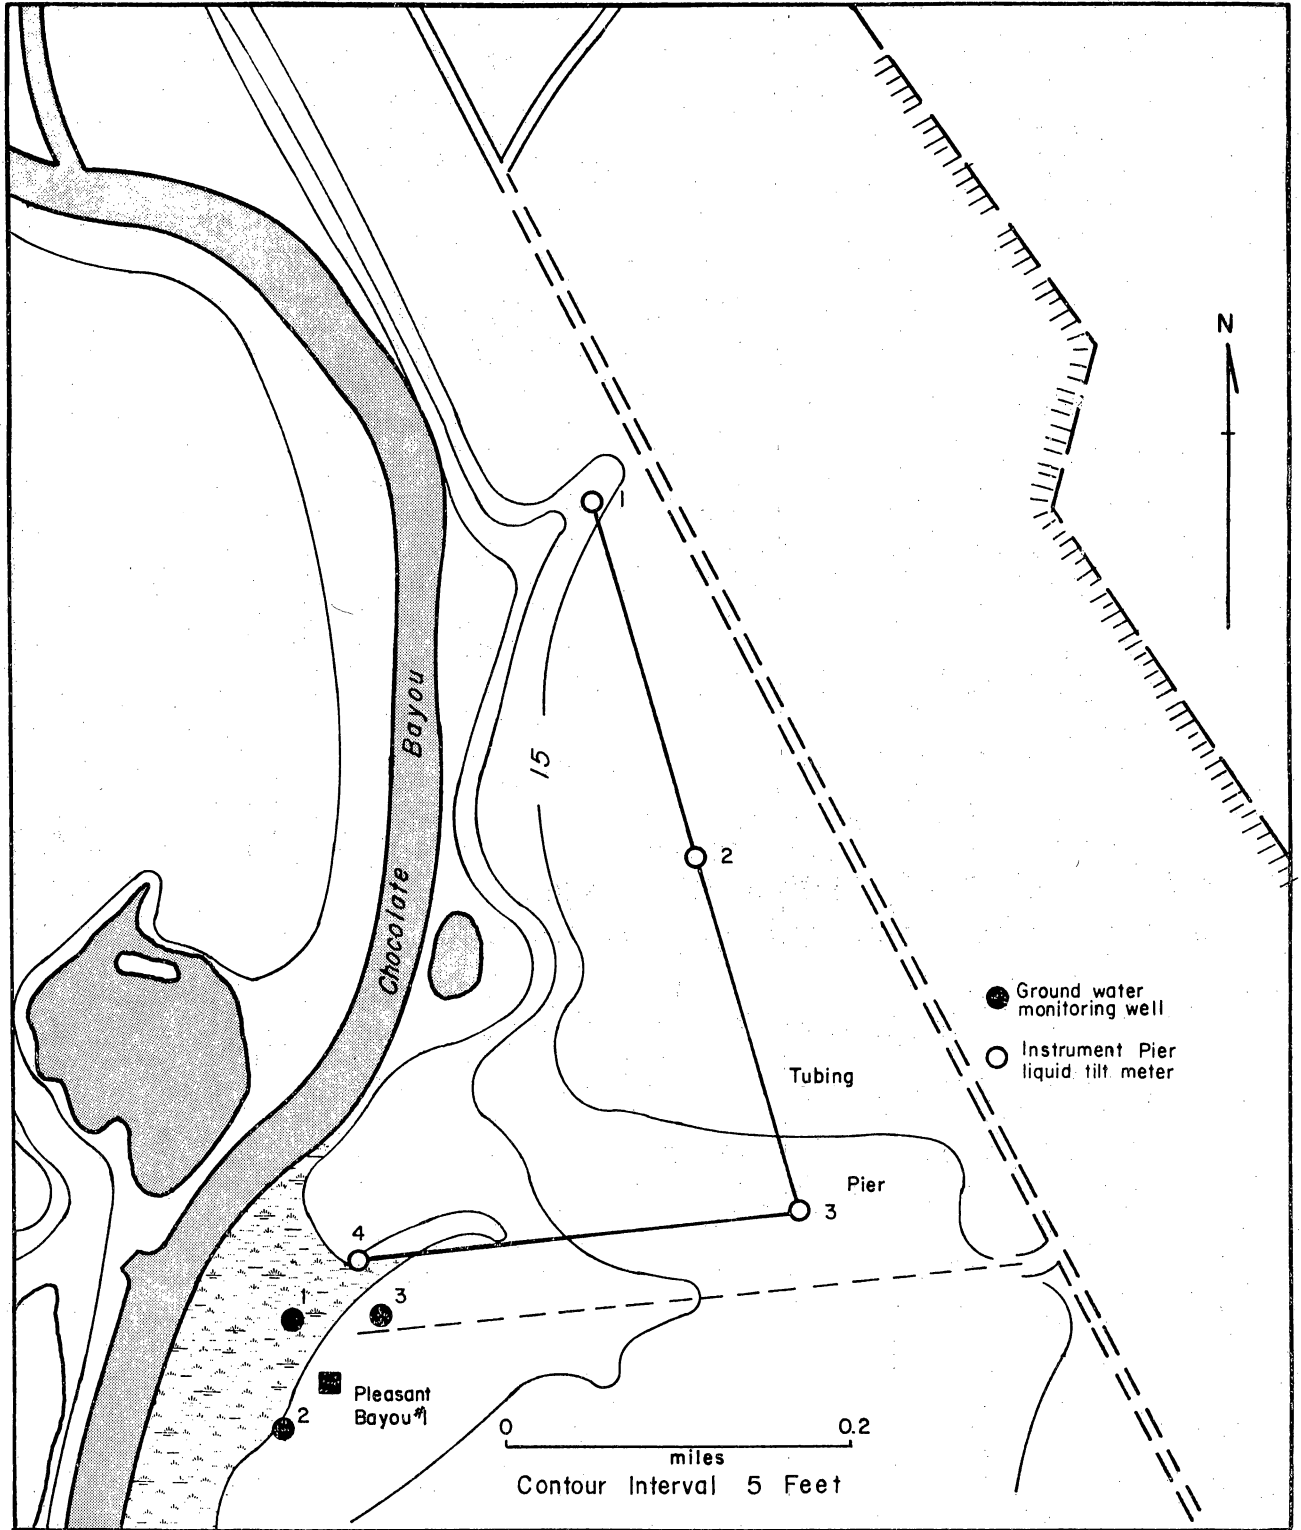 N
1
Bayou
15
2
Chocolate
Ground water
monitoring well
Instrument Pier
liquid tilt meter
Tubing
Pier
3
4
1
3
Pleasant
Bayou #1
2
0
0.2
miles
Contour Interval 5 Feet